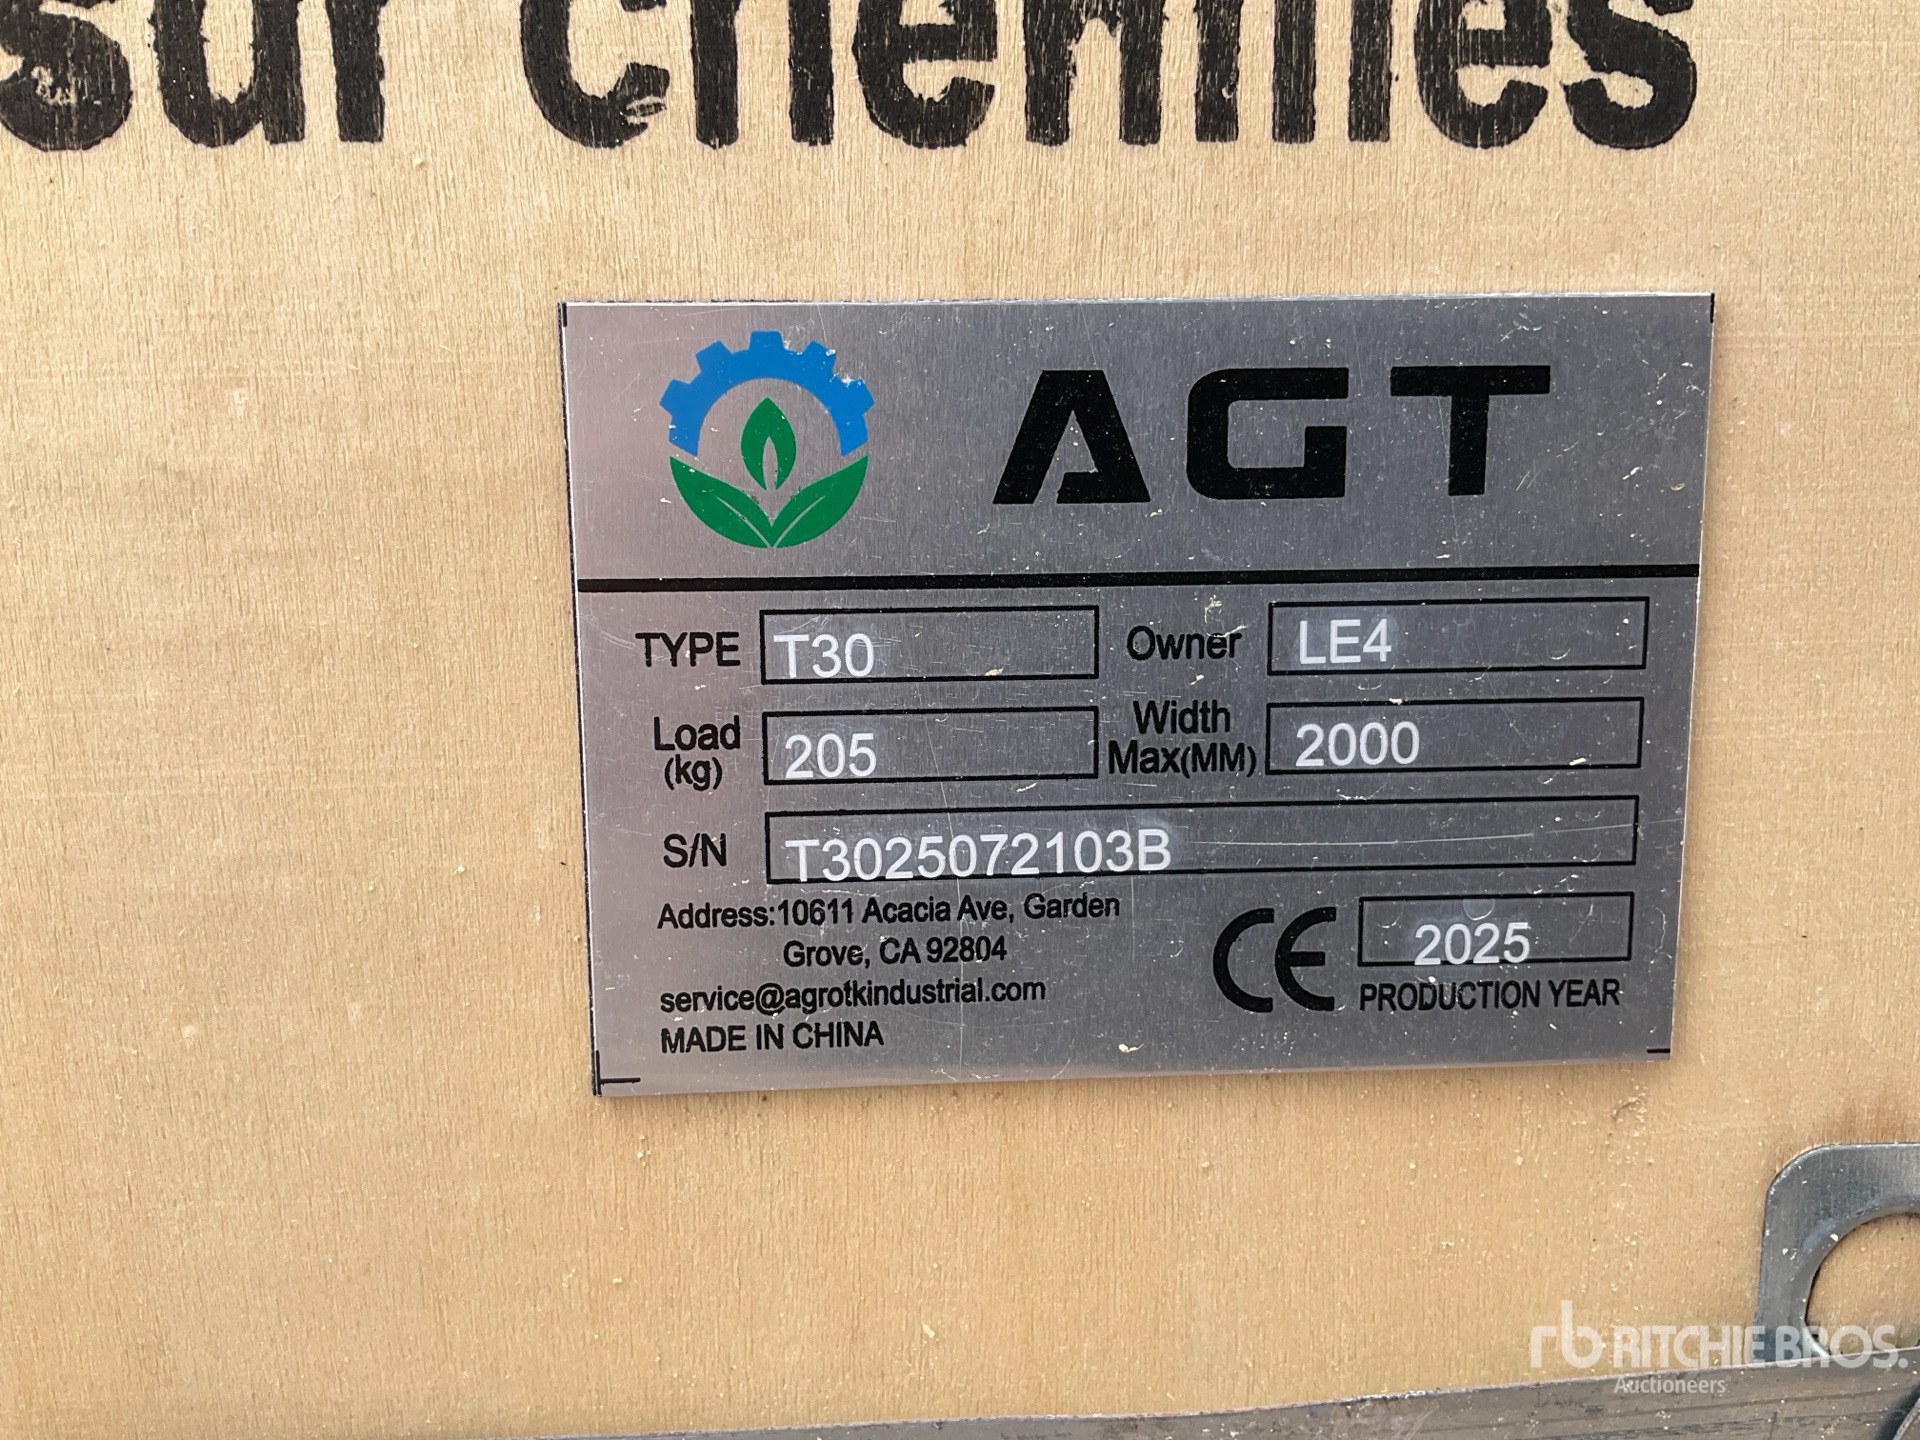 sur chenilles
AGT
TYPE T30 Owner LE4
Load (kg) 205 Width Max(MM) 2000
S/N T3025072103B
Address:10611 Acacia Ave, Garden
Grove, CA 92804
service@agrotkindustrial.com
MADE IN CHINA
CE 2025
PRODUCTION YEAR
rb RITCHIE BROS.
Auctioneers